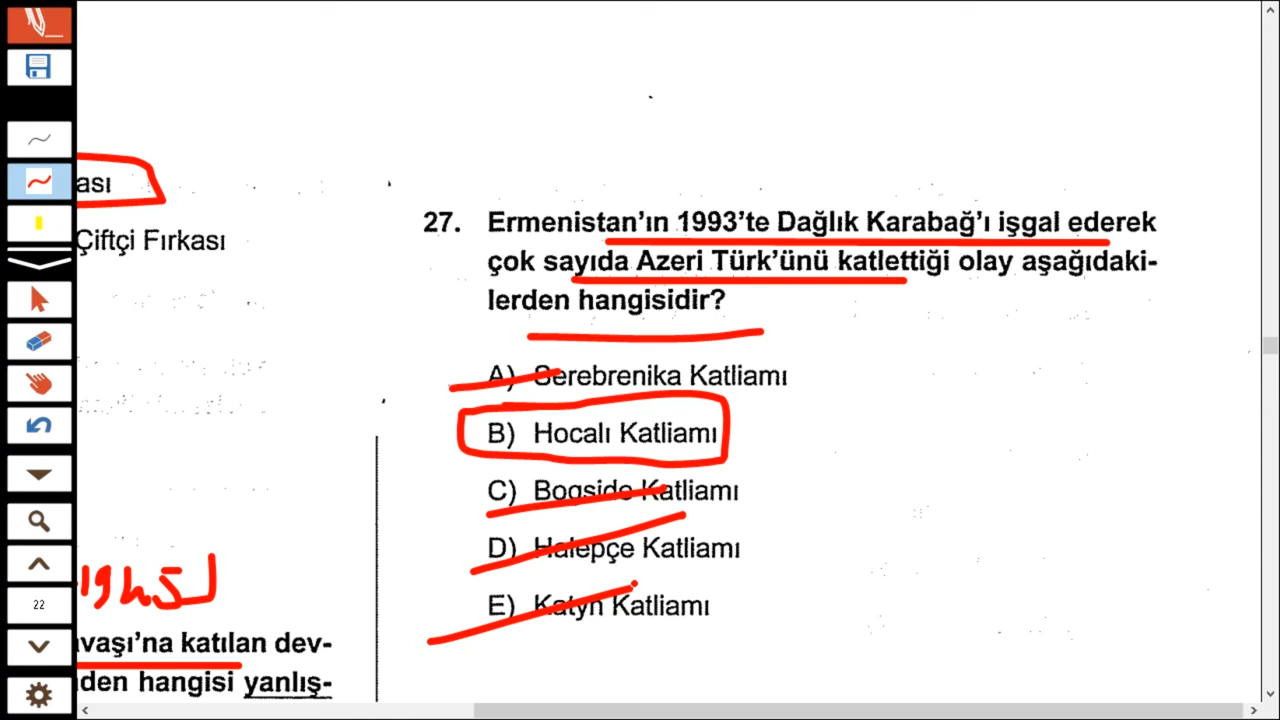 ası
Çiftçi Fırkası
1945
avaşı’na katılan dev-
den hangisi yanlış-
27. Ermenistan’ın 1993’te Dağlık Karabağ’ı işgal ederek
çok sayıda Azeri Türk’ünü katlettiği olay aşağıdaki-
lerden hangisidir?
A) Serebrenika Katliamı
B) Hocalı Katliamı
C) Bogside Katliamı
D) Halepçe Katliamı
E) Katyn Katliamı
22